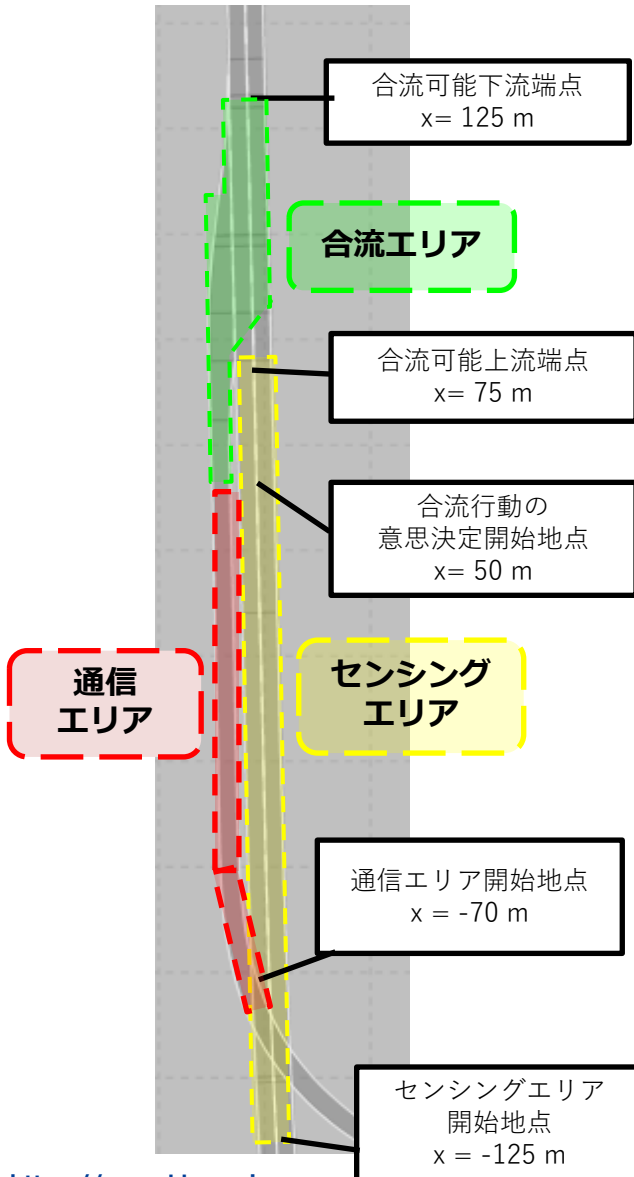 合流可能下流端点
x= 125 m
合流エリア
合流可能上流端点
x= 75 m
合流行動の
意思決定開始地点
x= 50 m
通信
エリア
センシング
エリア
通信エリア開始地点
x = -70 m
センシングエリア
開始地点
x = -125 m